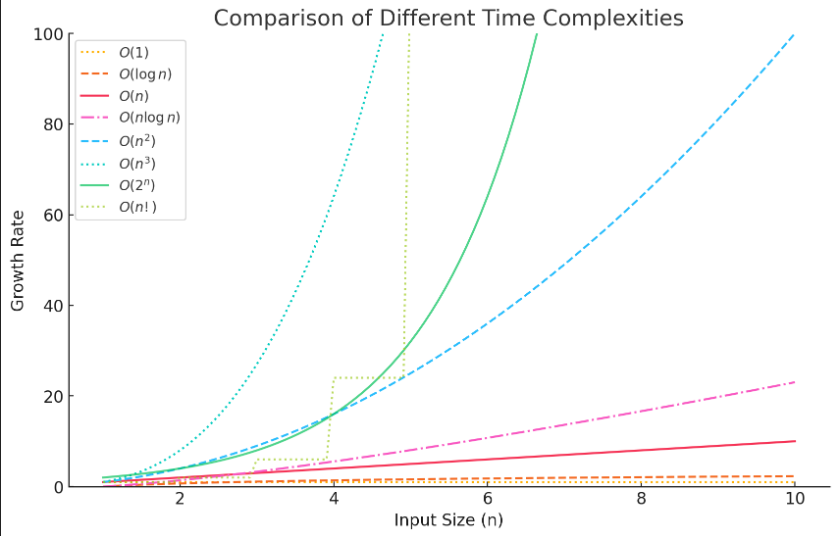 Comparison of Different Time Complexities
100
80
60
40
20
0
Growth Rate
O(1)
O(log n)
O(n)
O(nlog n)
O(n²)
O(n³)
O(2ⁿ)
O(n!)
2 4 6 8 10
Input Size (n)